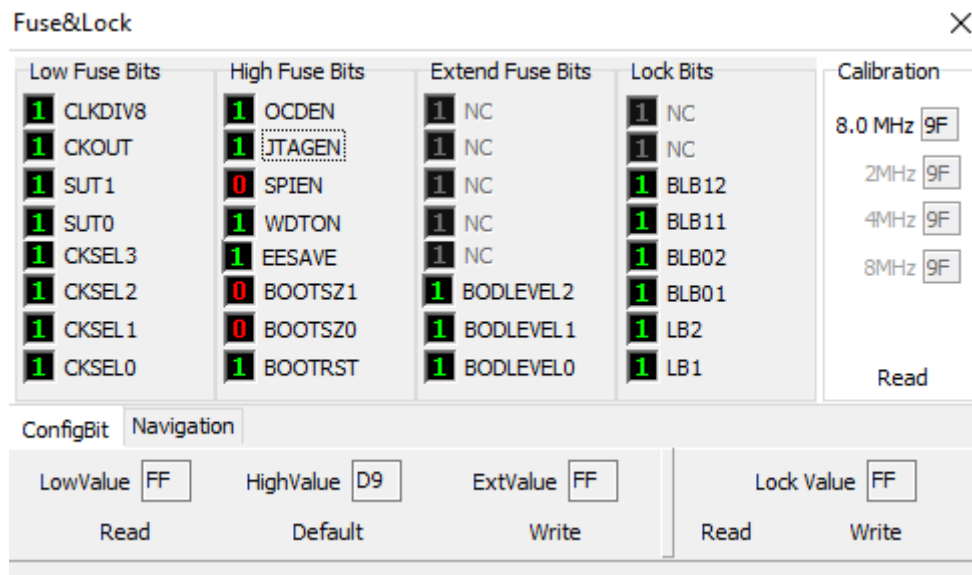 Fuse&Lock
Low Fuse Bits High Fuse Bits Extend Fuse Bits Lock Bits Calibration
1 CLKDIV8 1 OCDEN 1 NC 1 NC 8.0 MHz 9F
1 CKOUT 1 JTAGEN 1 NC 1 NC 2MHz 9F
1 SUT1 0 SPIEN 1 NC 1 BLB12 4MHz 9F
1 SUT0 1 WDTON 1 NC 1 BLB11 8MHz 9F
1 CKSEL3 1 EESAVE 1 NC 1 BLB02
1 CKSEL2 0 BOOTSZ1 1 BODLEVEL2 1 BLB01
1 CKSEL1 0 BOOTSZ0 1 BODLEVEL1 1 LB2
1 CKSEL0 1 BOOTRST 1 BODLEVEL0 1 LB1 Read
ConfigBit Navigation
LowValue FF HighValue D9 ExtValue FF Lock Value FF
Read Default Write Read Write